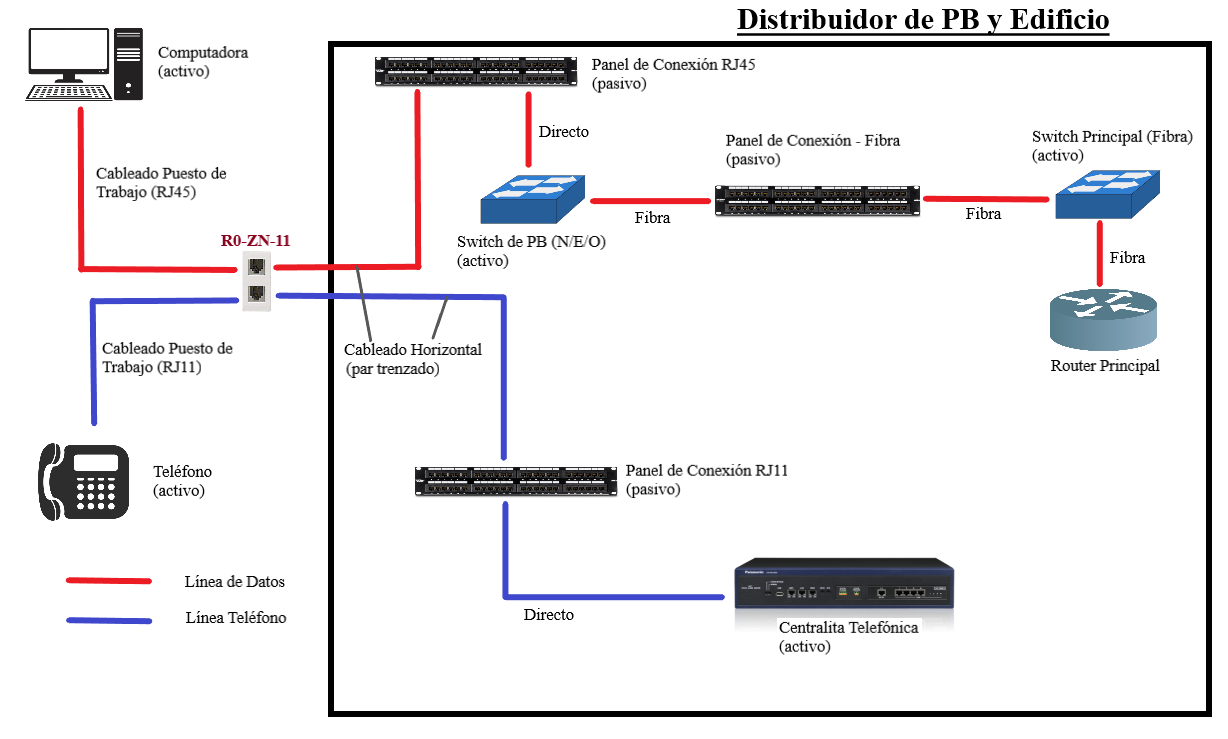 Distribuidor de PB y Edificio
Computadora
(activo)
Panel de Conexión RJ45
(pasivo)
Directo
Panel de Conexión - Fibra
(pasivo)
Switch Principal (Fibra)
(activo)
Cableado Puesto de
Trabajo (RJ45)
Fibra
Fibra
R0-ZN-11
Switch de PB (N/E/O)
(activo)
Fibra
Cableado Puesto de
Trabajo (RJ11)
Cableado Horizontal
(par trenzado)
Router Principal
Teléfono
(activo)
Panel de Conexión RJ11
(pasivo)
Panasonic
Línea de Datos
Línea Teléfono
Directo
Centralita Telefónica
(activo)